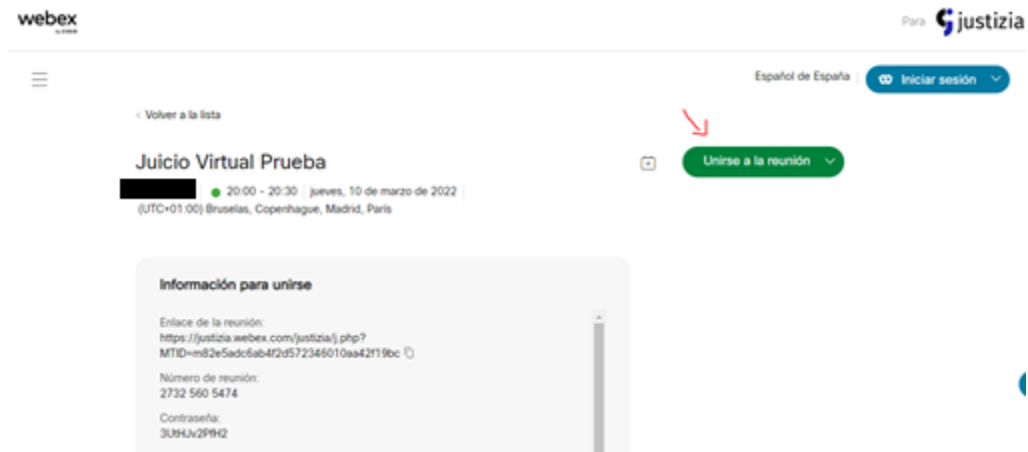 webex
by CISCO
Para justizia
Español de España
Iniciar sesión
< Volver a la lista
Juicio Virtual Prueba
Unirse a la reunión
20:00 - 20:30 jueves, 10 de marzo de 2022
(UTC+01:00) Bruselas, Copenhague, Madrid, París
Información para unirse
Enlace de la reunión:
https://justizia.webex.com/justizia/j.php?
MTID=m82e5adc6ab4f2d572346010aa42f19bc
Número de reunión:
2732 560 5474
Contraseña: